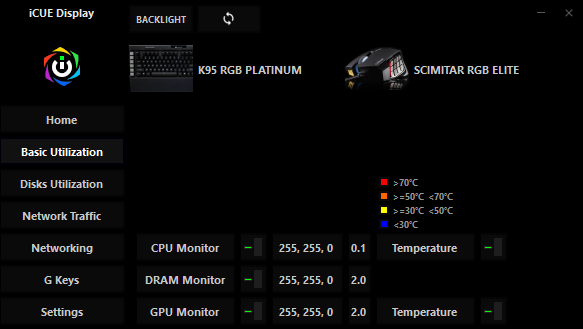 iCUE Display
BACKLIGHT
K95 RGB PLATINUM
SCIMITAR RGB ELITE
Home
Basic Utilization
Disks Utilization
Network Traffic
Networking
G Keys
Settings
>70°C
>=50°C <70°C
>=30°C <50°C
<30°C
CPU Monitor 255, 255, 0 0.1 Temperature
DRAM Monitor 255, 255, 0 2.0
GPU Monitor 255, 255, 0 2.0 Temperature